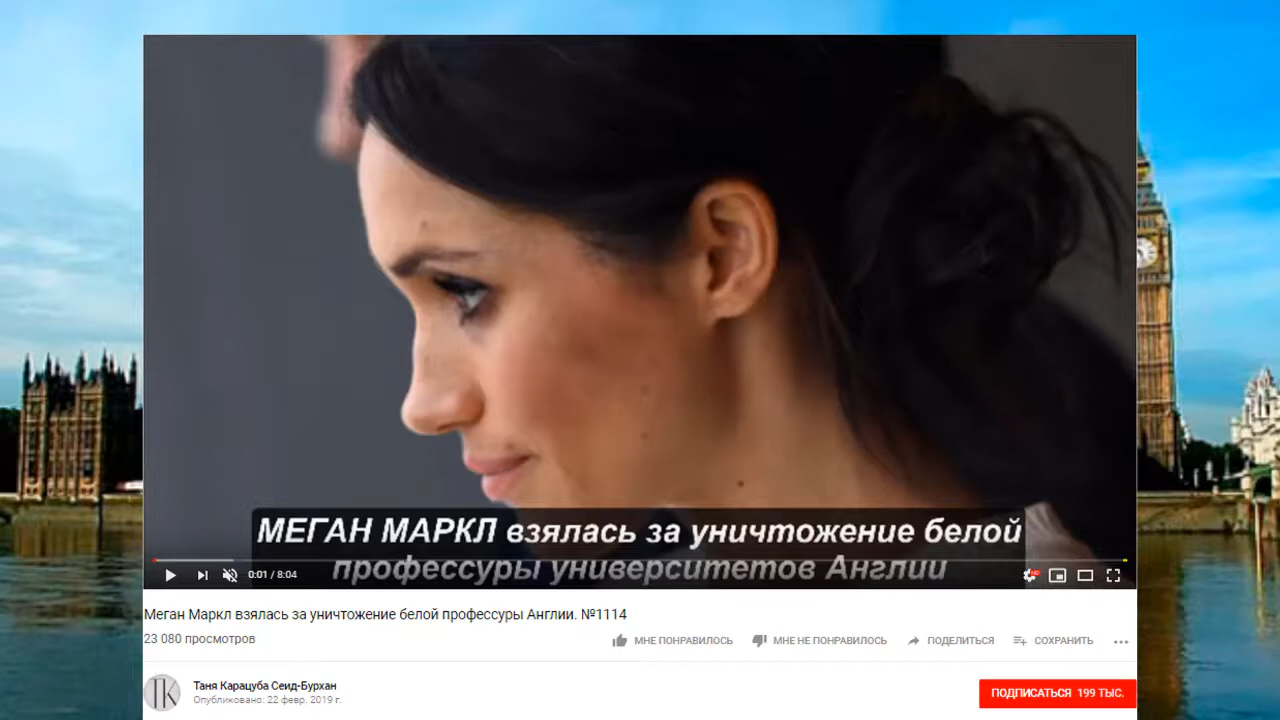 МЕГАН МАРКЛ взялась за уничтожение белой
профессуры университетов Англии
0:01 / 8:04
HD
Меган Маркл взялась за уничтожение белой профессуры Англии. №1114
23 080 просмотров
МНЕ ПОНРАВИЛОСЬ МНЕ НЕ ПОНРАВИЛОСЬ ПОДЕЛИТЬСЯ СОХРАНИТЬ
TK
Таня Карацуба Сеид-Бурхан
Опубликовано: 22 февр. 2019 г.
ПОДПИСАТЬСЯ 199 ТЫС.